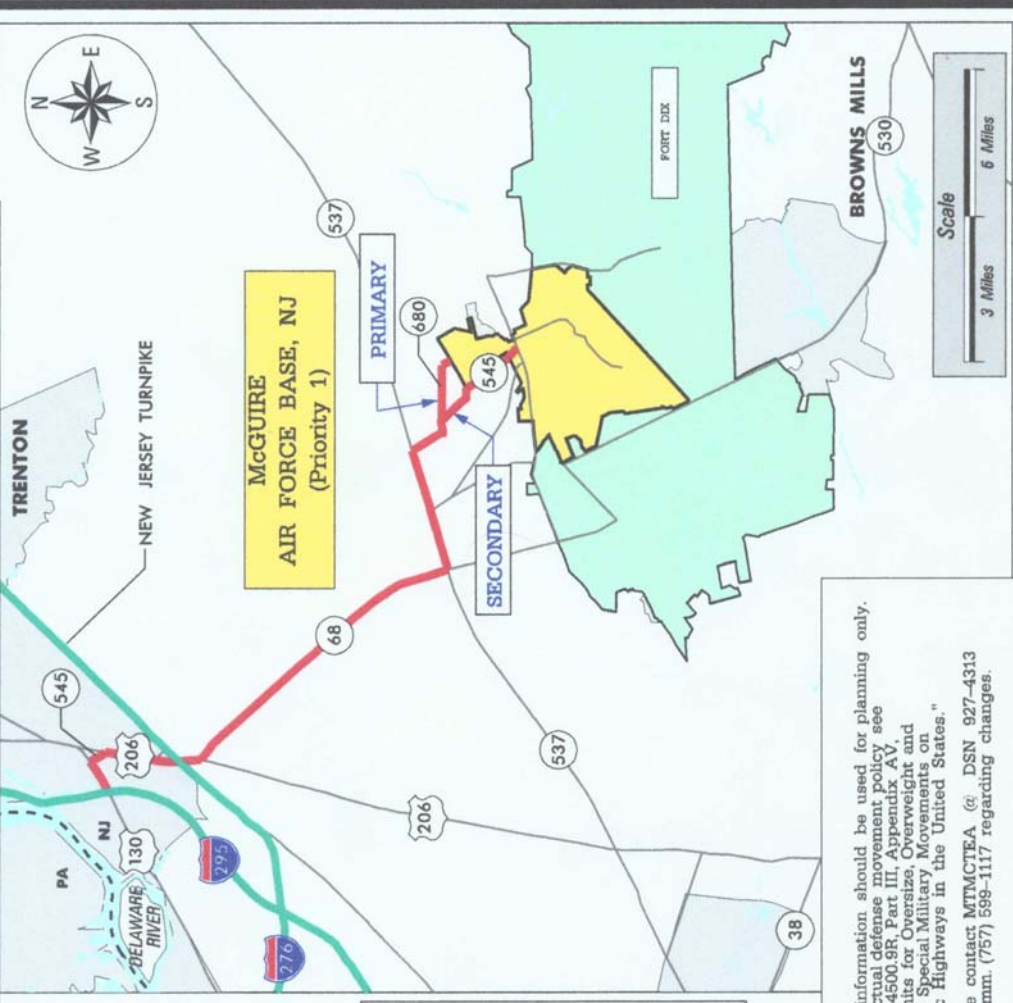 TRENTON
NEW JERSEY TURNPIKE
N
E
S
W
545
206
130
PA
NJ
DELAWARE
RIVER
295
276
68
537
McGUIRE
AIR FORCE BASE, NJ
(Priority 1)
PRIMARY
680
545
SECONDARY
FORT DIX
BROWNS MILLS
530
537
206
38
Scale
3 Miles
6 Miles
information should be used for planning only.
ctual defense movement policy see
4500.9R, Part III, Appendix AV,
its for Oversize, Overweight and
Special Military Movements on
Highways in the United States."
e contact MTMCTEA @ DSN 927-4313
mm. (757) 599-1117 regarding changes.